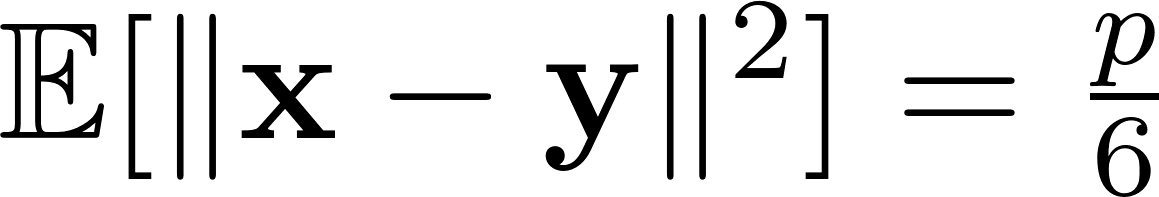 𝔼[‖𝐱 − 𝐲‖²] = p/6